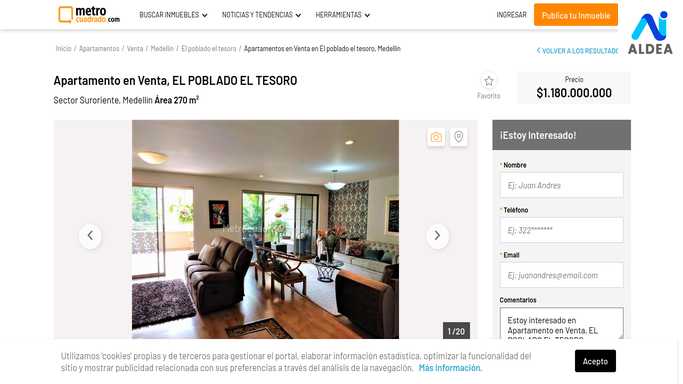 metro
cuadrado.com
BUSCAR INMUEBLES
NOTICIAS Y TENDENCIAS
HERRAMIENTAS
INGRESAR
Publica tu Inmueble
ALDEA
Inicio / Apartamentos / Venta / Medellín / El poblado el tesoro / Apartamentos en Venta en El poblado el tesoro, Medellín
VOLVER A LOS RESULTADO
Apartamento en Venta, EL POBLADO EL TESORO
Sector Suroriente, Medellín Área 270 m²
Favorito
Precio
$1.180.000.000
¡Estoy Interesado!
* Nombre
Ej: Juan Andres
* Teléfono
Ej: 322*******
* Email
Ej: juanandres@email.com
Comentarios
Estoy interesado en
Apartamento en Venta, EL
POBLADO EL TESORO
1 / 20
Utilizamos 'cookies' propias y de terceros para gestionar el portal, elaborar información estadística, optimizar la funcionalidad del
sitio y mostrar publicidad relacionada con sus preferencias a través del análisis de la navegación. Más Información.
Acepto